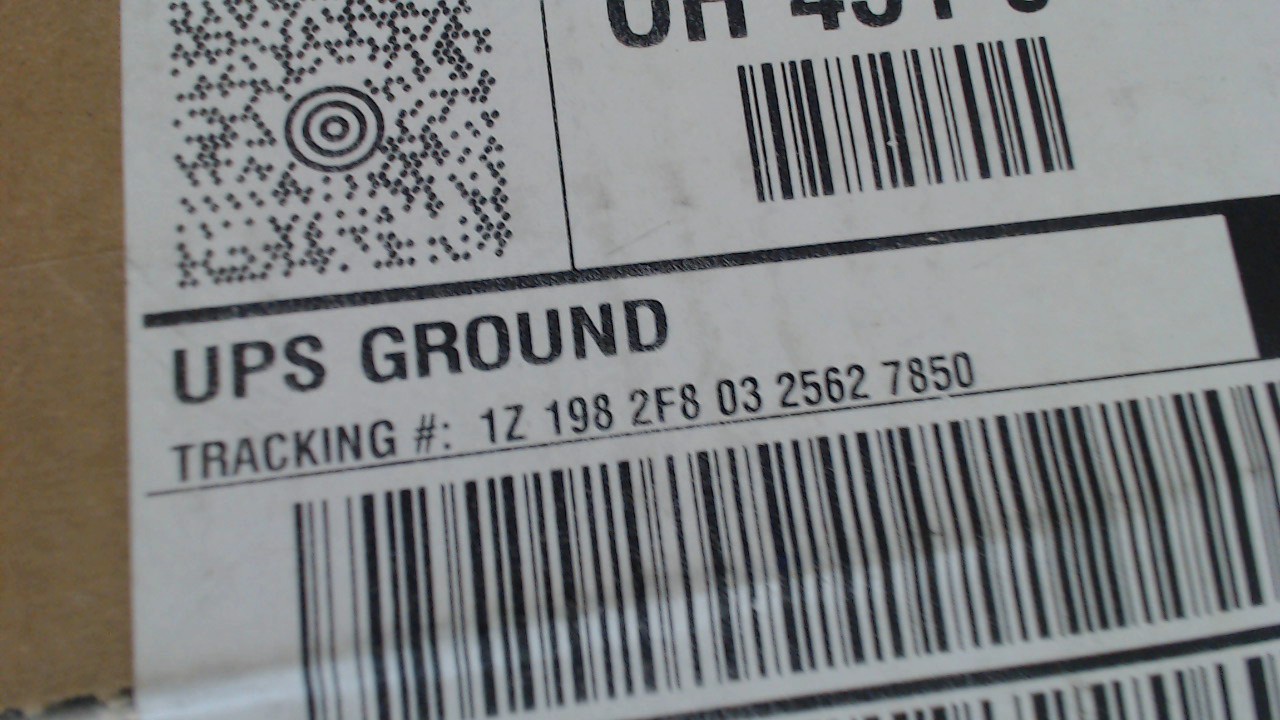 UPS GROUND
TRACKING #: 1Z 198 2F8 03 2562 7850